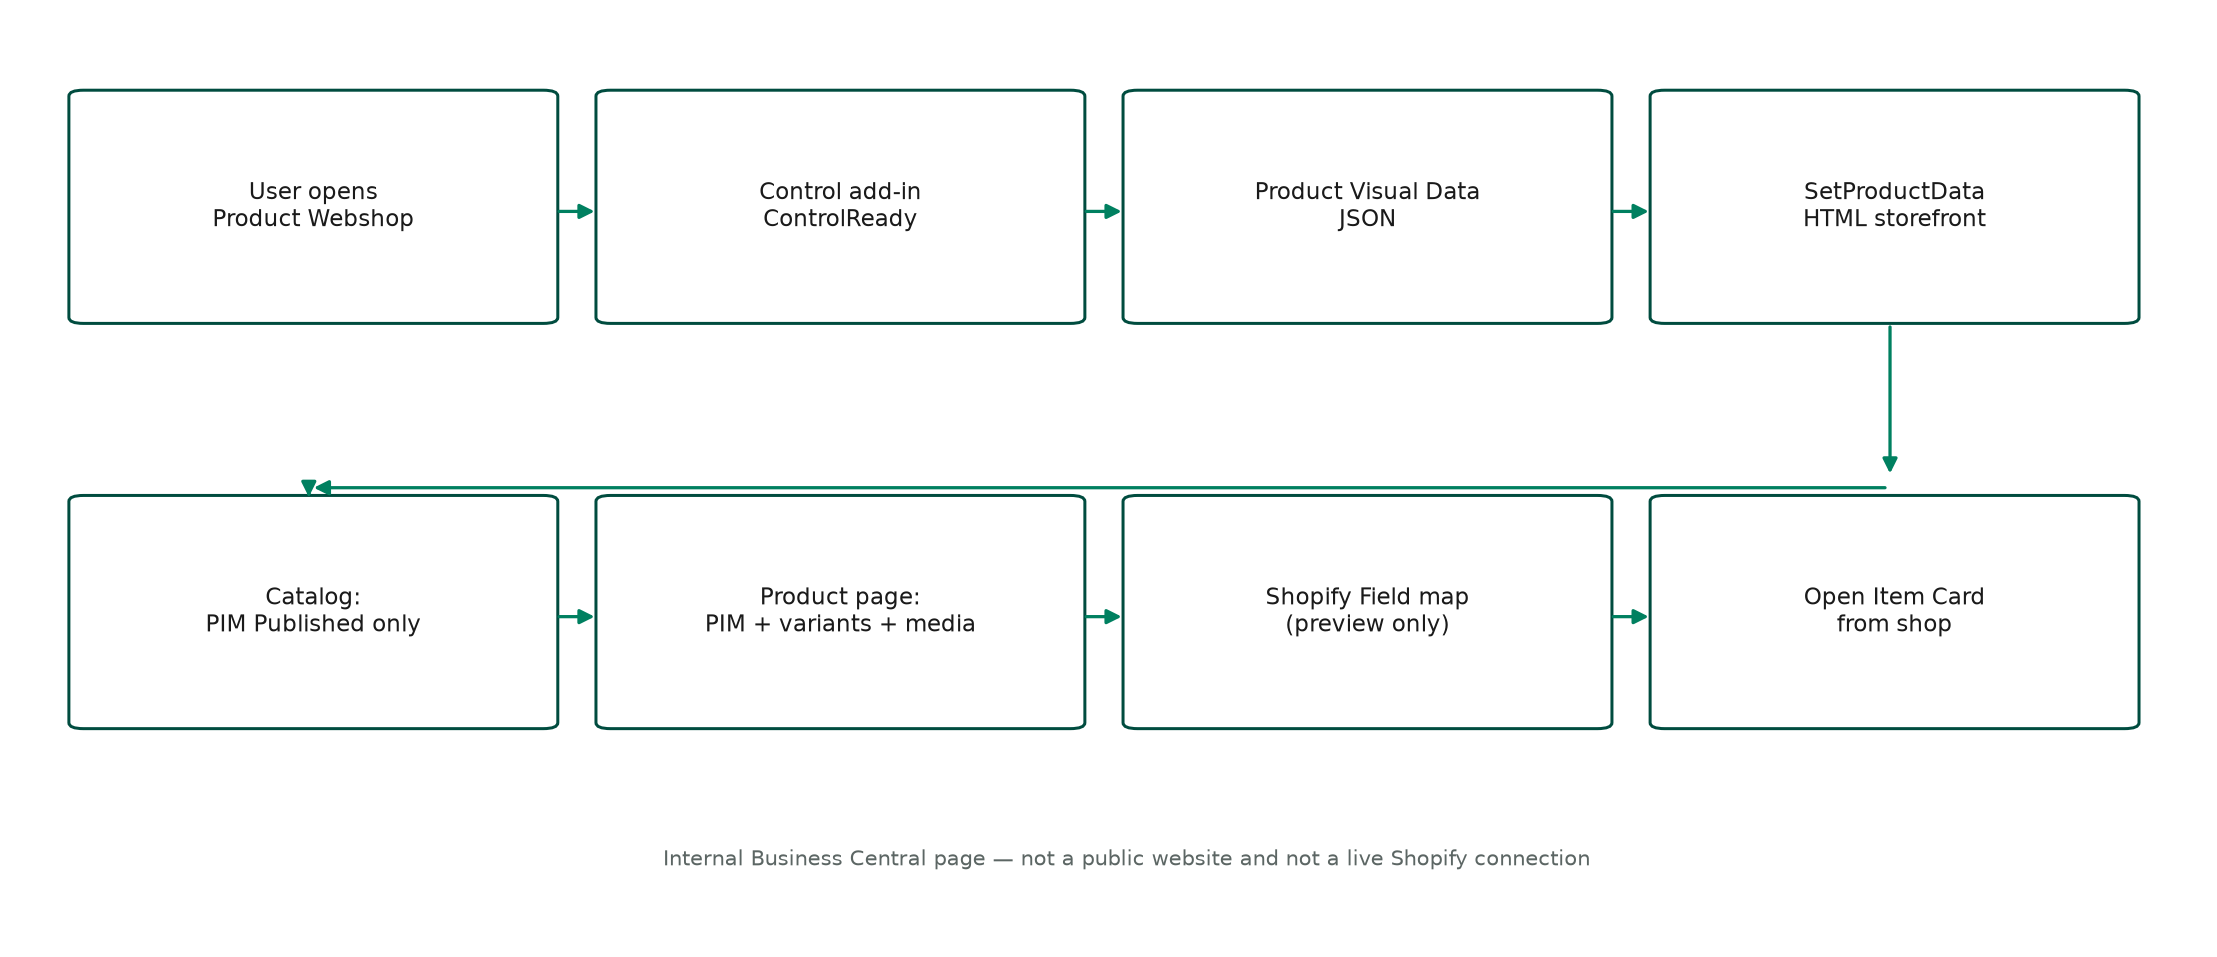 User opens
Product Webshop
Control add-in
ControlReady
Product Visual Data
JSON
SetProductData
HTML storefront
Catalog:
PIM Published only
Product page:
PIM + variants + media
Shopify Field map
(preview only)
Open Item Card
from shop
Internal Business Central page — not a public website and not a live Shopify connection